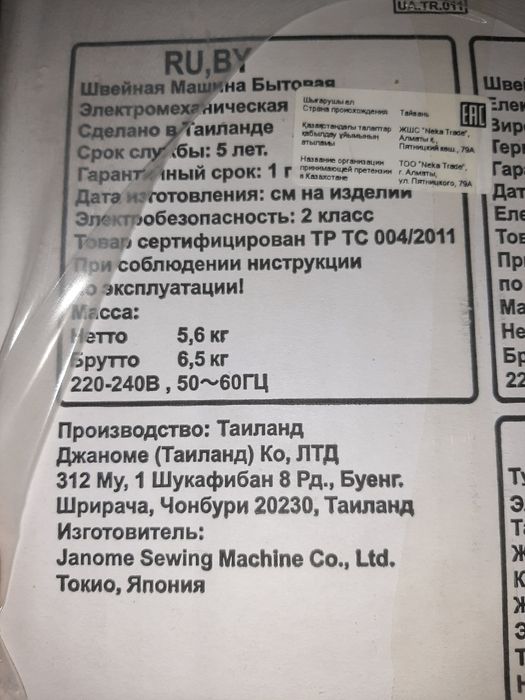 UA.TR.011
RU,BY
Швейная Машина Бытовая
Электромеханическая
Сделано в Таиланде
Срок службы: 5 лет.
Гарантийный срок: 1 г
Дата изготовления: см на изделии
Электробезопасность: 2 класс
Товар сертифицирован ТР ТС 004/2011
При соблюдении ниструкции
по эксплуатации!
Масса:
Нетто 5,6 кг
Брутто 6,5 кг
220-240В , 50～60ГЦ
Шығарушы ел
Страна происхождения Тайвань
EAC
Қазақстандағы талаптар ЖШС "Neka Trade",
қабылдау ұйымының Алматы қ.,
атыламы Пятницкий көш., 79А
Название организации ТОО "Neka Trade",
принимающей претензии г. Алматы,
в Казахстане ул. Пятницкого, 79А
Производство: Таиланд
Джаноме (Таиланд) Ко, ЛТД
312 Му, 1 Шукафибан 8 Рд., Буенг.
Шрирача, Чонбури 20230, Таиланд
Изготовитель:
Janome Sewing Machine Co., Ltd.
Токио, Япония